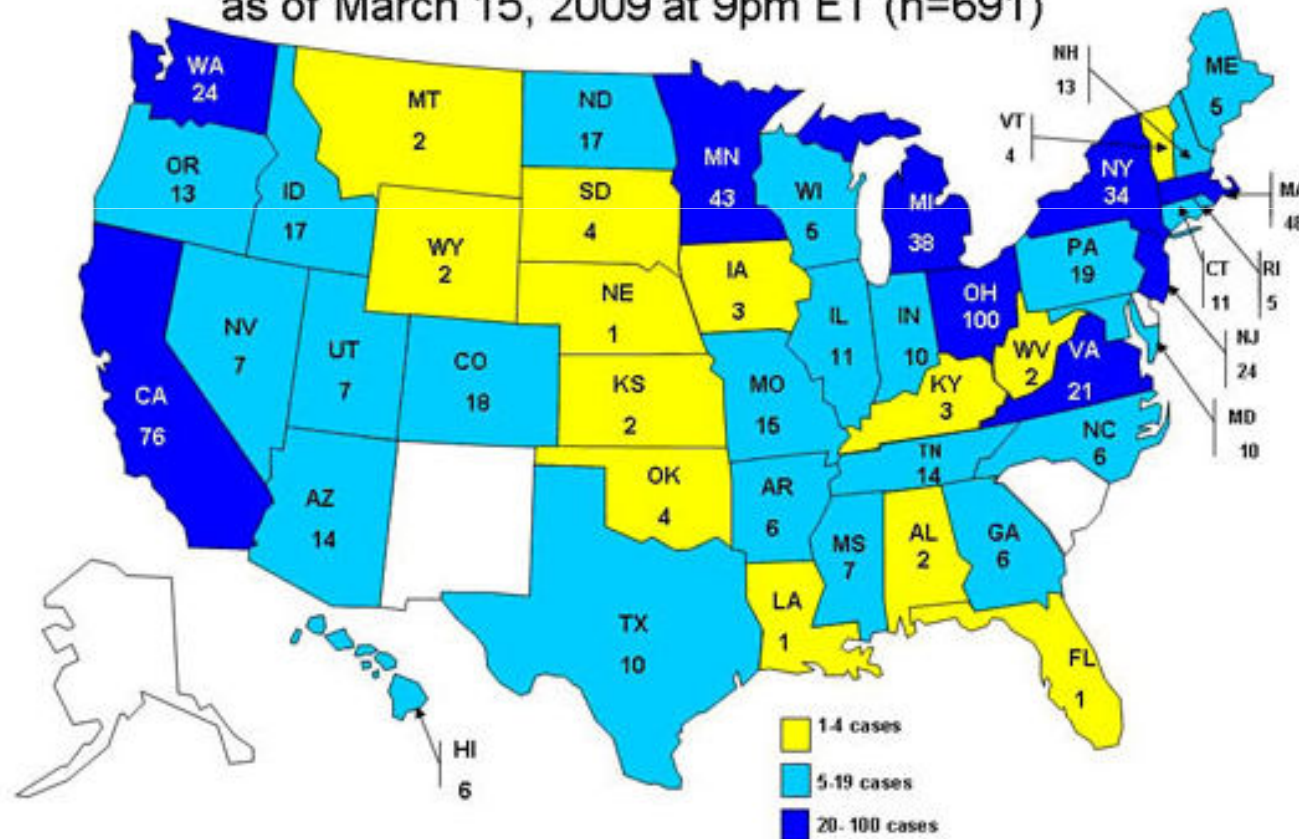 as of March 15, 2009 at 9pm ET (n=691)
WA
24
MT
2
ND
17
MN
43
NH
13
ME
5
VT
4
OR
13
ID
17
SD
4
WI
5
MI
38
NY
34
MA
48
WY
2
IA
3
PA
19
CT
11
RI
5
NE
1
NV
7
UT
7
CO
18
IL
11
IN
10
OH
100
WV
2
VA
21
NJ
24
CA
76
KS
2
MO
15
KY
3
MD
10
NC
6
TN
14
AZ
14
OK
4
AR
6
MS
7
AL
2
GA
6
LA
1
TX
10
FL
1
HI
6
1-4 cases
5-19 cases
20-100 cases